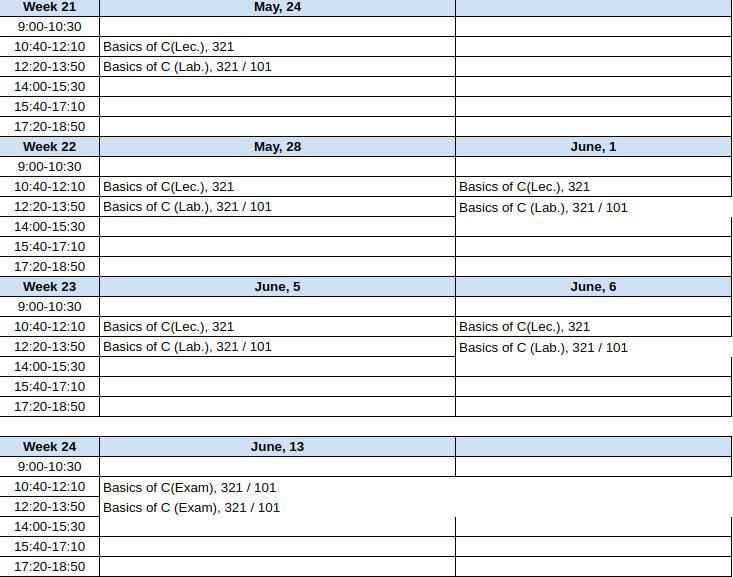 Week 21 May, 24
9:00-10:30
10:40-12:10 Basics of C(Lec.), 321
12:20-13:50 Basics of C (Lab.), 321 / 101
14:00-15:30
15:40-17:10
17:20-18:50
Week 22 May, 28 June, 1
9:00-10:30
10:40-12:10 Basics of C(Lec.), 321 Basics of C(Lec.), 321
12:20-13:50 Basics of C (Lab.), 321 / 101 Basics of C (Lab.), 321 / 101
14:00-15:30
15:40-17:10
17:20-18:50
Week 23 June, 5 June, 6
9:00-10:30
10:40-12:10 Basics of C(Lec.), 321 Basics of C(Lec.), 321
12:20-13:50 Basics of C (Lab.), 321 / 101 Basics of C (Lab.), 321 / 101
14:00-15:30
15:40-17:10
17:20-18:50
Week 24 June, 13
9:00-10:30
10:40-12:10 Basics of C(Exam), 321 / 101
12:20-13:50 Basics of C (Exam), 321 / 101
14:00-15:30
15:40-17:10
17:20-18:50